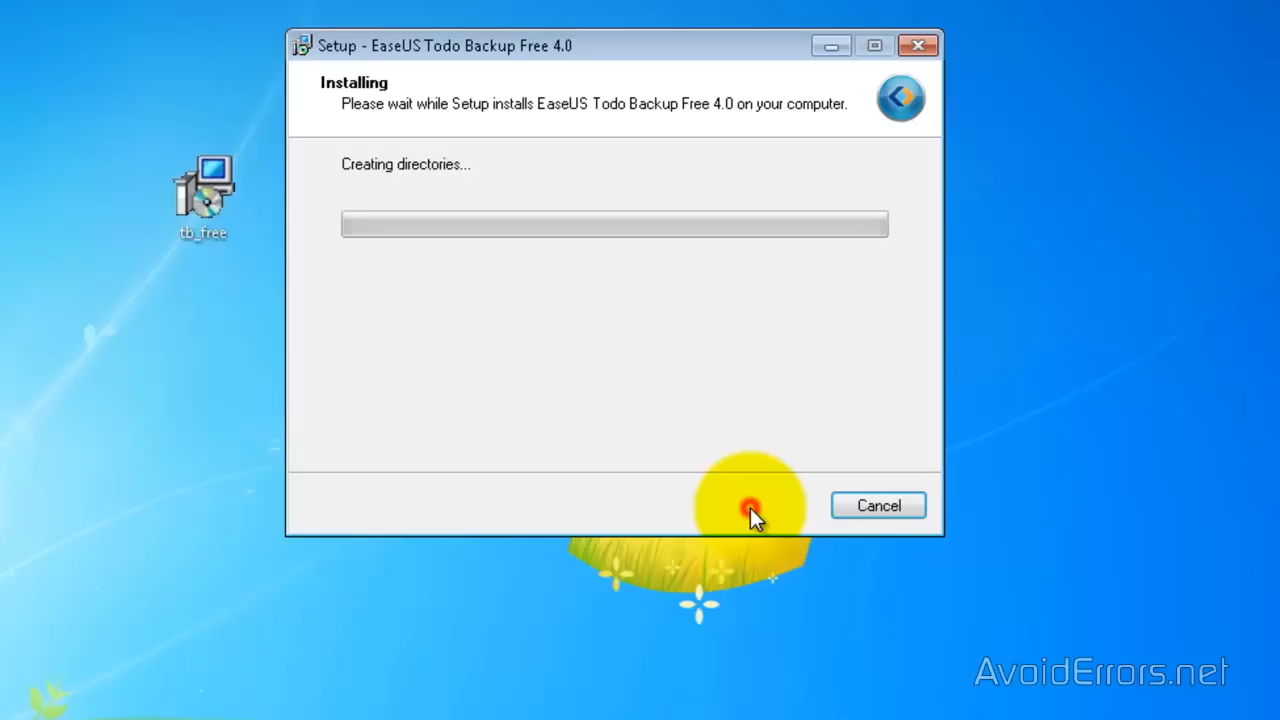 Setup - EaseUS Todo Backup Free 4.0
Installing
Please wait while Setup installs EaseUS Todo Backup Free 4.0 on your computer.
Creating directories...
tb_free
Cancel
AvoidErrors.net